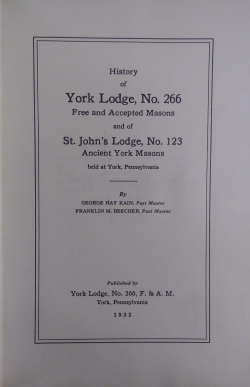 History
of
York Lodge, No. 266
Free and Accepted Masons
and of
St. John's Lodge, No. 123
Ancient York Masons
held at York, Pennsylvania
By
GEORGE HAY KAIN, Past Master
FRANKLIN M. BEECHER, Past Master
Published by
York Lodge, No. 266, F. & A. M.
York, Pennsylvania
1933